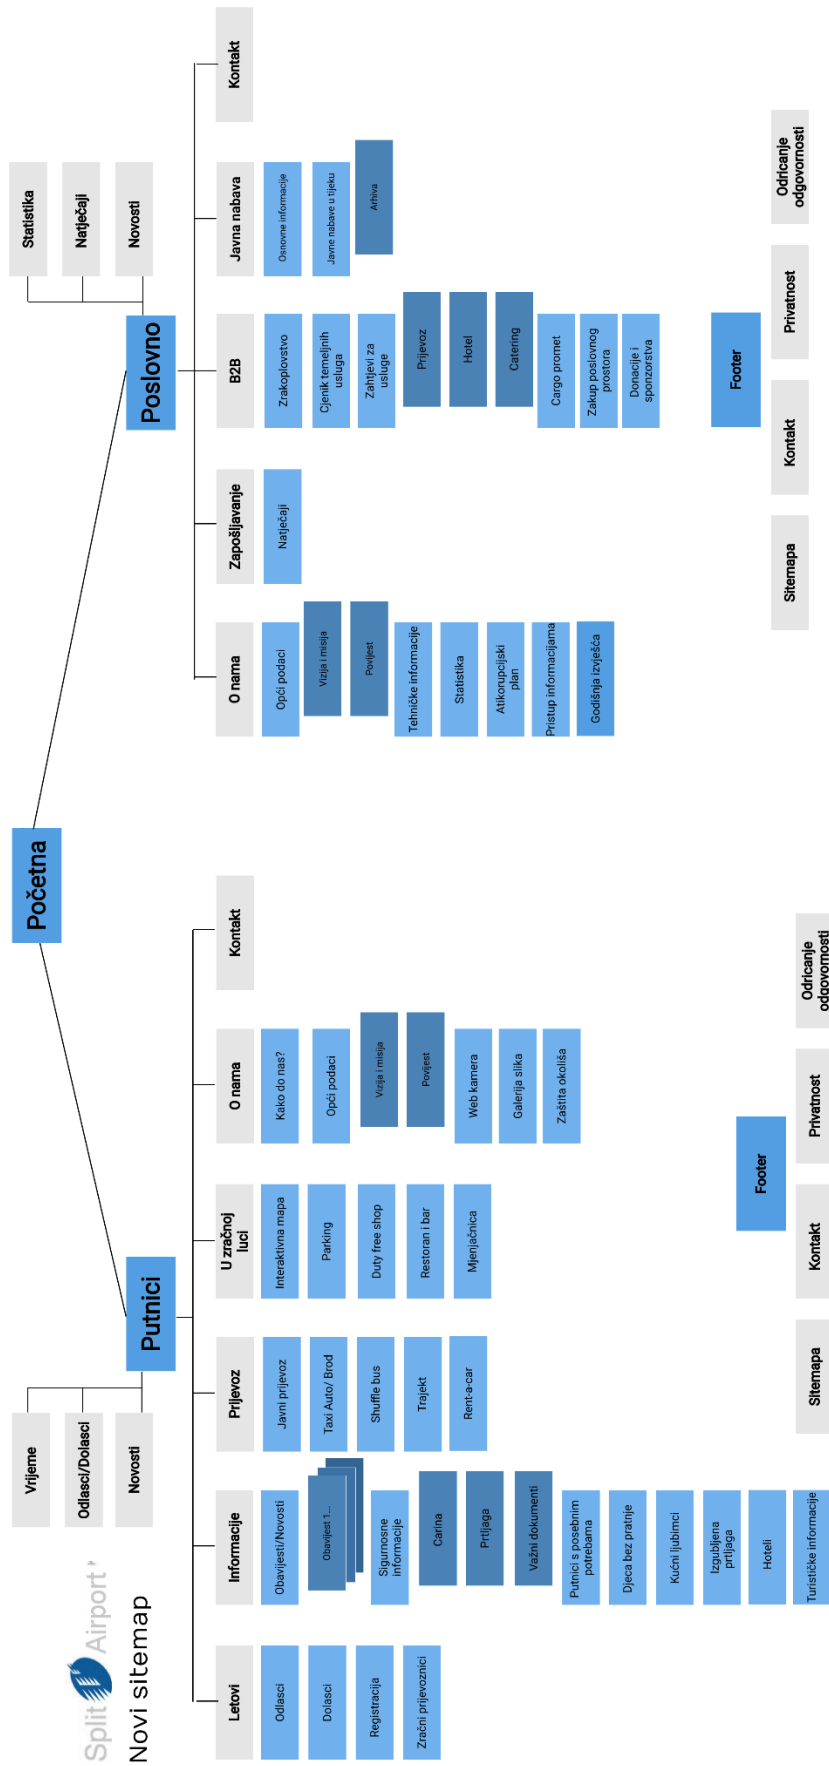 Split Airport
Novi sitemap
Početna
Putnici
Vrijeme
Odlasci/Dolasci
Novosti
Letovi
Odlasci
Dolasci
Registracija
Zračni prijevoznici
Informacije
Obavijesti/Novosti
Obavijest 1...
Sigurnosne
informacije
Carina
Prtljaga
Važni dokumenti
Putnici s posebnim
potrebama
Djeca bez pratnje
Kućni ljubimci
Izgubljena
prtljaga
Hoteli
Turističke informacije
Prijevoz
Javni prijevoz
Taxi Auto/ Brod
Shuffle bus
Trajekt
Rent-a-car
U zračnoj
luci
Interaktivna mapa
Parking
Duty free shop
Restoran i bar
Mjenjačnica
O nama
Kako do nas?
Opći podaci
Vizija i misija
Povijest
Web kamera
Galerija slika
Zaštita okoliša
Kontakt
Footer
Sitemapa
Kontakt
Privatnost
Odricanje
odgovornosti
Poslovno
Statistika
Natječaji
Novosti
O nama
Opći podaci
Vizija i misija
Povijest
Tehničke informacije
Statistika
Atikorupcijski
plan
Pristup informacijama
Godišnja izvješća
Zapošljavanje
Natječaji
B2B
Zrakoplovstvo
Cjenik temeljnih
usluga
Zahtjevi za
usluge
Prijevoz
Hotel
Catering
Cargo promet
Zakup poslovnog
prostora
Donacije i
sponzorstva
Javna nabava
Osnovne informacije
Javne nabave u tijeku
Arhiva
Kontakt
Footer
Sitemapa
Kontakt
Privatnost
Odricanje
odgovornosti